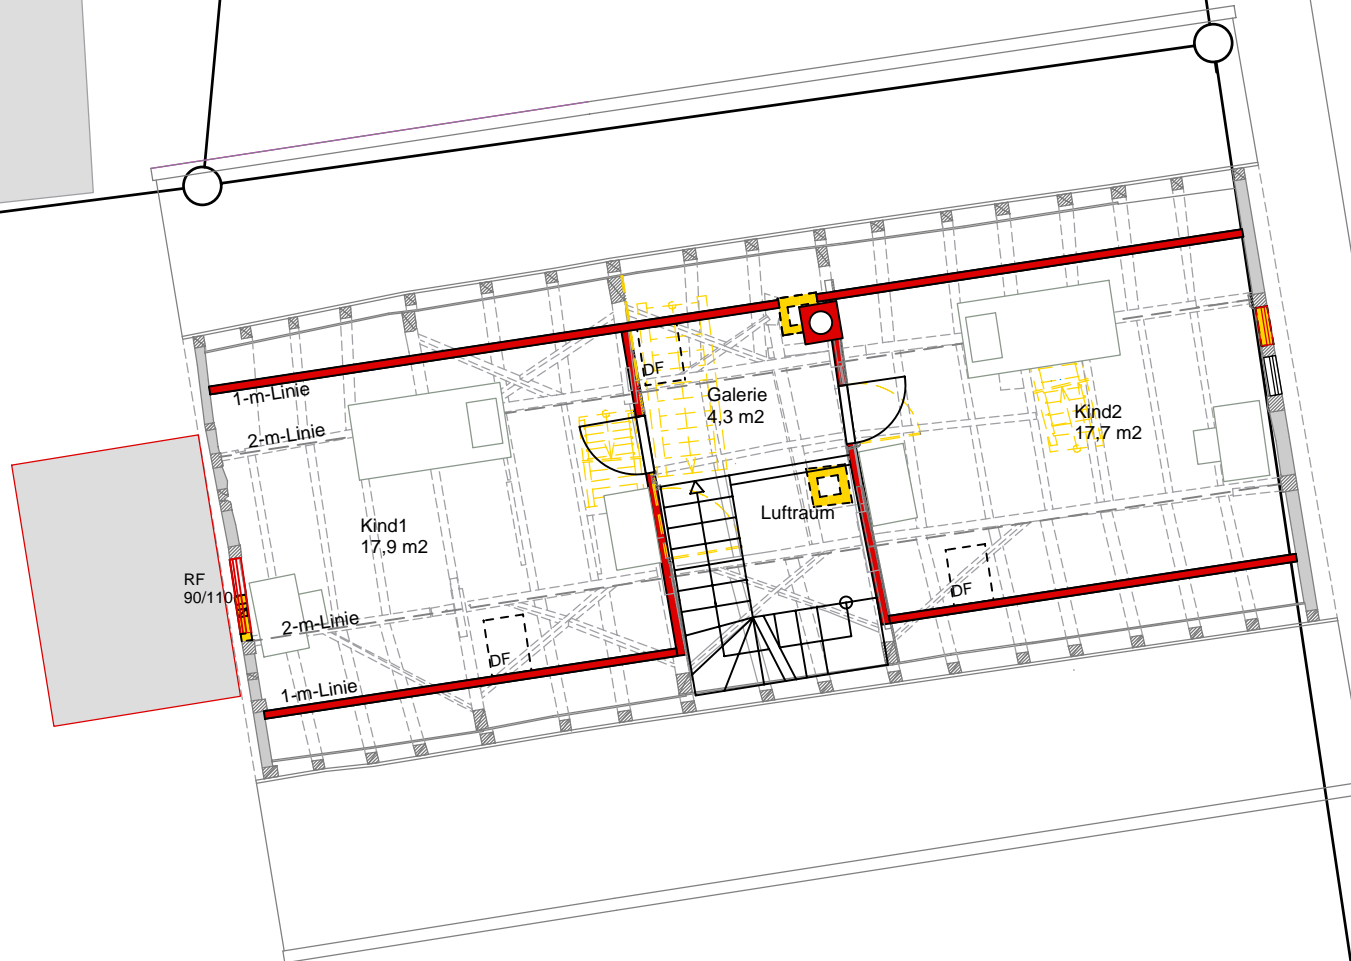 1-m-Linie
2-m-Linie
DF
Galerie
4,3 m2
Kind2
17,7 m2
Luftraum
Kind1
17,9 m2
RF
90/110
2-m-Linie
DF
DF
1-m-Linie